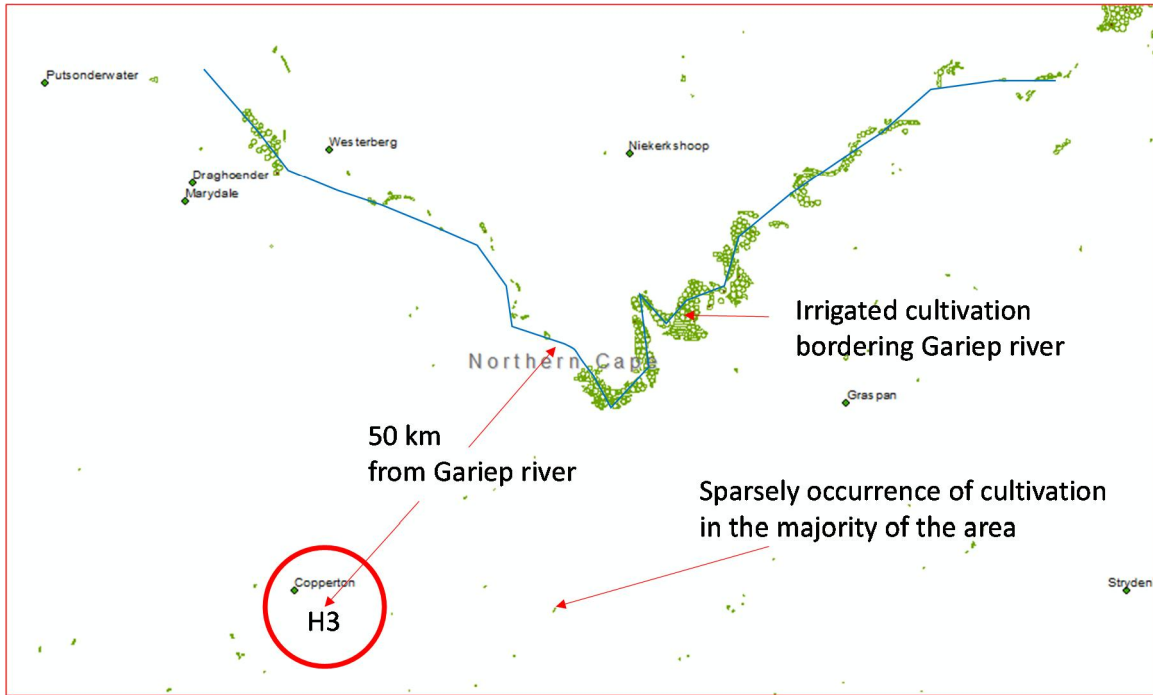 Putsonderwater
Westerberg
Niekerkshoop
Draghoender
Marydale
Irrigated cultivation
bordering Gariep river
Northern Cape
Graspan
50 km
from Gariep river
Sparsely occurrence of cultivation
in the majority of the area
Copperton
H3
Stryden